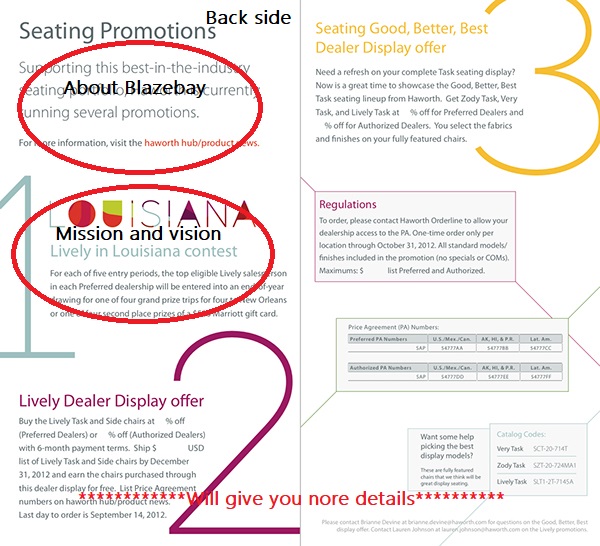 Back side
Seating Promotions
Supporting this best-in-the-industry
About Blazebay
seating currently
running several promotions.
For more information, visit the haworth hub/product news.
1
LOUISIANA
Mission and vision
Lively in Louisiana contest
For each of five entry periods, the top eligible Lively salesperson
in each Preferred dealership will be entered into an end-of-year
drawing for one of four grand prize trips for four to New Orleans
or one of four second place prizes of a Marriott gift card.
2
Lively Dealer Display offer
Buy the Lively Task and Side chairs at % off
(Preferred Dealers) or % off (Authorized Dealers)
with 6-month payment terms. Ship $ USD
list of Lively Task and Side chairs by December
31, 2012 and earn the chairs purchased through
this dealer display for free. List Price Agreement
numbers on haworth hub/product news.
Last day to order is September 14, 2012.
************Will give you nore details**********
3
Seating Good, Better, Best
Dealer Display offer
Need a refresh on your complete Task seating display?
Now is a great time to showcase the Good, Better, Best
Task seating lineup from Haworth. Get Zody Task, Very
Task, and Lively Task at % off for Preferred Dealers and
% off for Authorized Dealers. You select the fabrics
and finishes on your fully featured chairs.
Regulations
To order, please contact Haworth Orderline to allow your
dealership access to the PA. One-time order only per
location through October 31, 2012. All standard models/
finishes included in the promotion (no specials or COMs).
Maximums: $ list Preferred and Authorized.
Price Agreement (PA) Numbers:
Preferred PA Numbers U.S./Mex./Can. AK, HI, & P.R. Lat. Am.
SAP 54777AA 54777BB 54777CC
Authorized PA Numbers U.S./Mex./Can. AK, HI, & P.R. Lat. Am.
SAP 54777DD 54777EE 54777FF
Want some help
picking the best
display models?
These are fully featured
chairs that we think will be
great display seating.
Catalog Codes:
Very Task SCT-20-714T
Zody Task SZT-20-724MA1
Lively Task SLT1-2T-714SA
Please contact Brianne Devine at brianne.devine@haworth.com for questions on the Good, Better, Best
display offer. Contact Lauren Johnson at lauren.johnson@haworth.com on the Lively promotions.